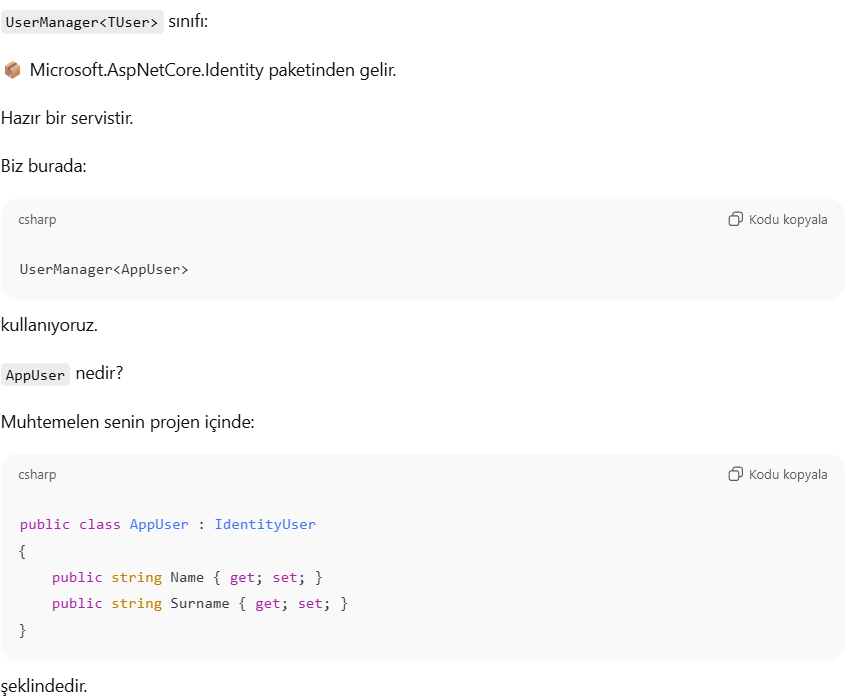 UserManager<TUser> sınıfı:
📦 Microsoft.AspNetCore.Identity paketinden gelir.
Hazır bir servistir.
Biz burada:
csharp Kodu kopyala
UserManager<AppUser>
kullanıyoruz.
AppUser nedir?
Muhtemelen senin projen içinde:
csharp Kodu kopyala
public class AppUser : IdentityUser
{
    public string Name { get; set; }
    public string Surname { get; set; }
}
şeklindedir.